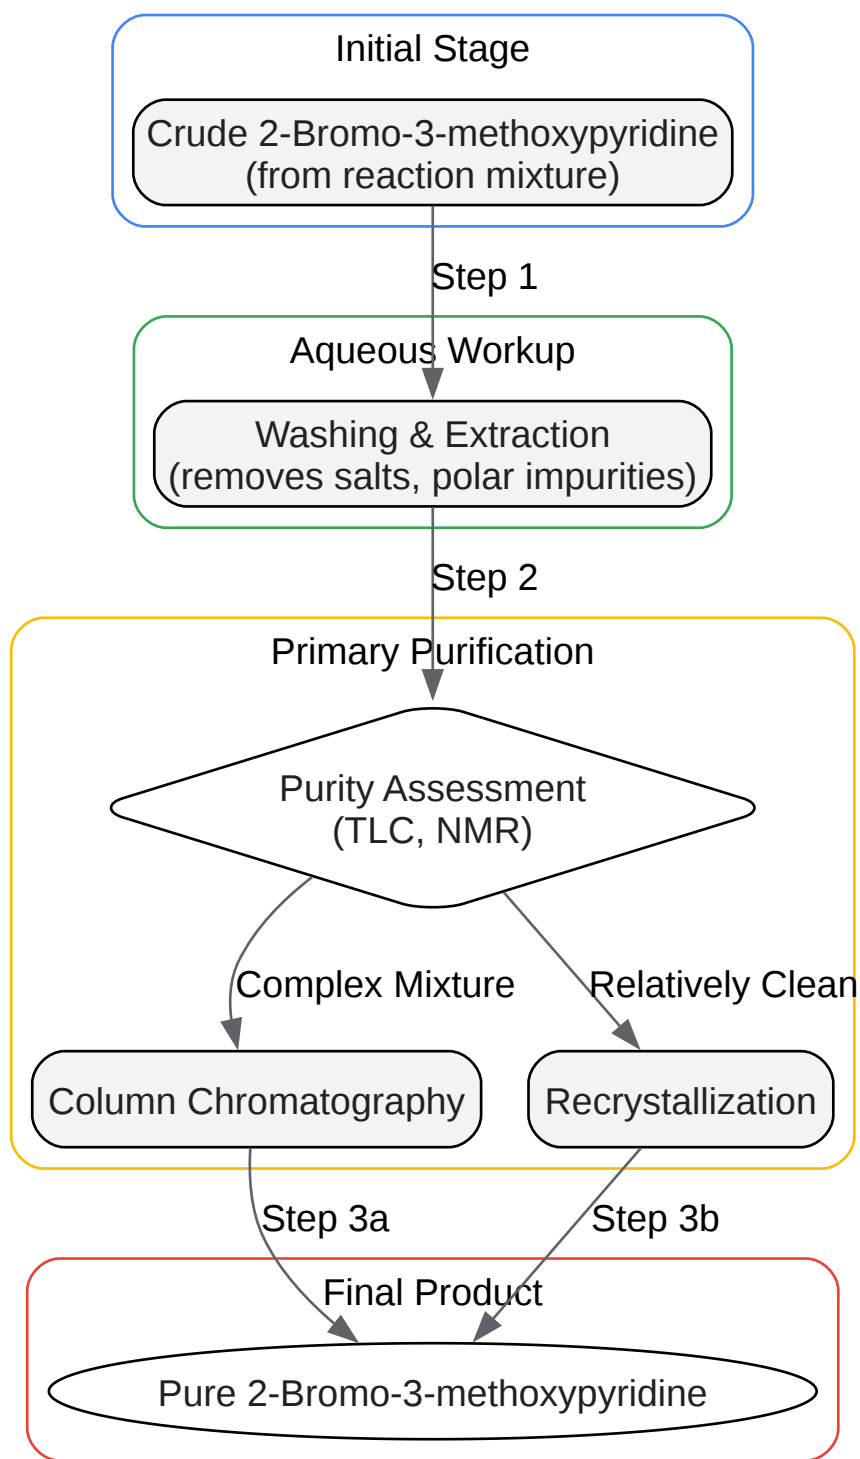 Initial Stage
Crude 2-Bromo-3-methoxypyridine
(from reaction mixture)
Step 1
Aqueous Workup
Washing & Extraction
(removes salts, polar impurities)
Step 2
Primary Purification
Purity Assessment
(TLC, NMR)
Complex Mixture
Relatively Clean
Column Chromatography
Recrystallization
Step 3a
Step 3b
Final Product
Pure 2-Bromo-3-methoxypyridine